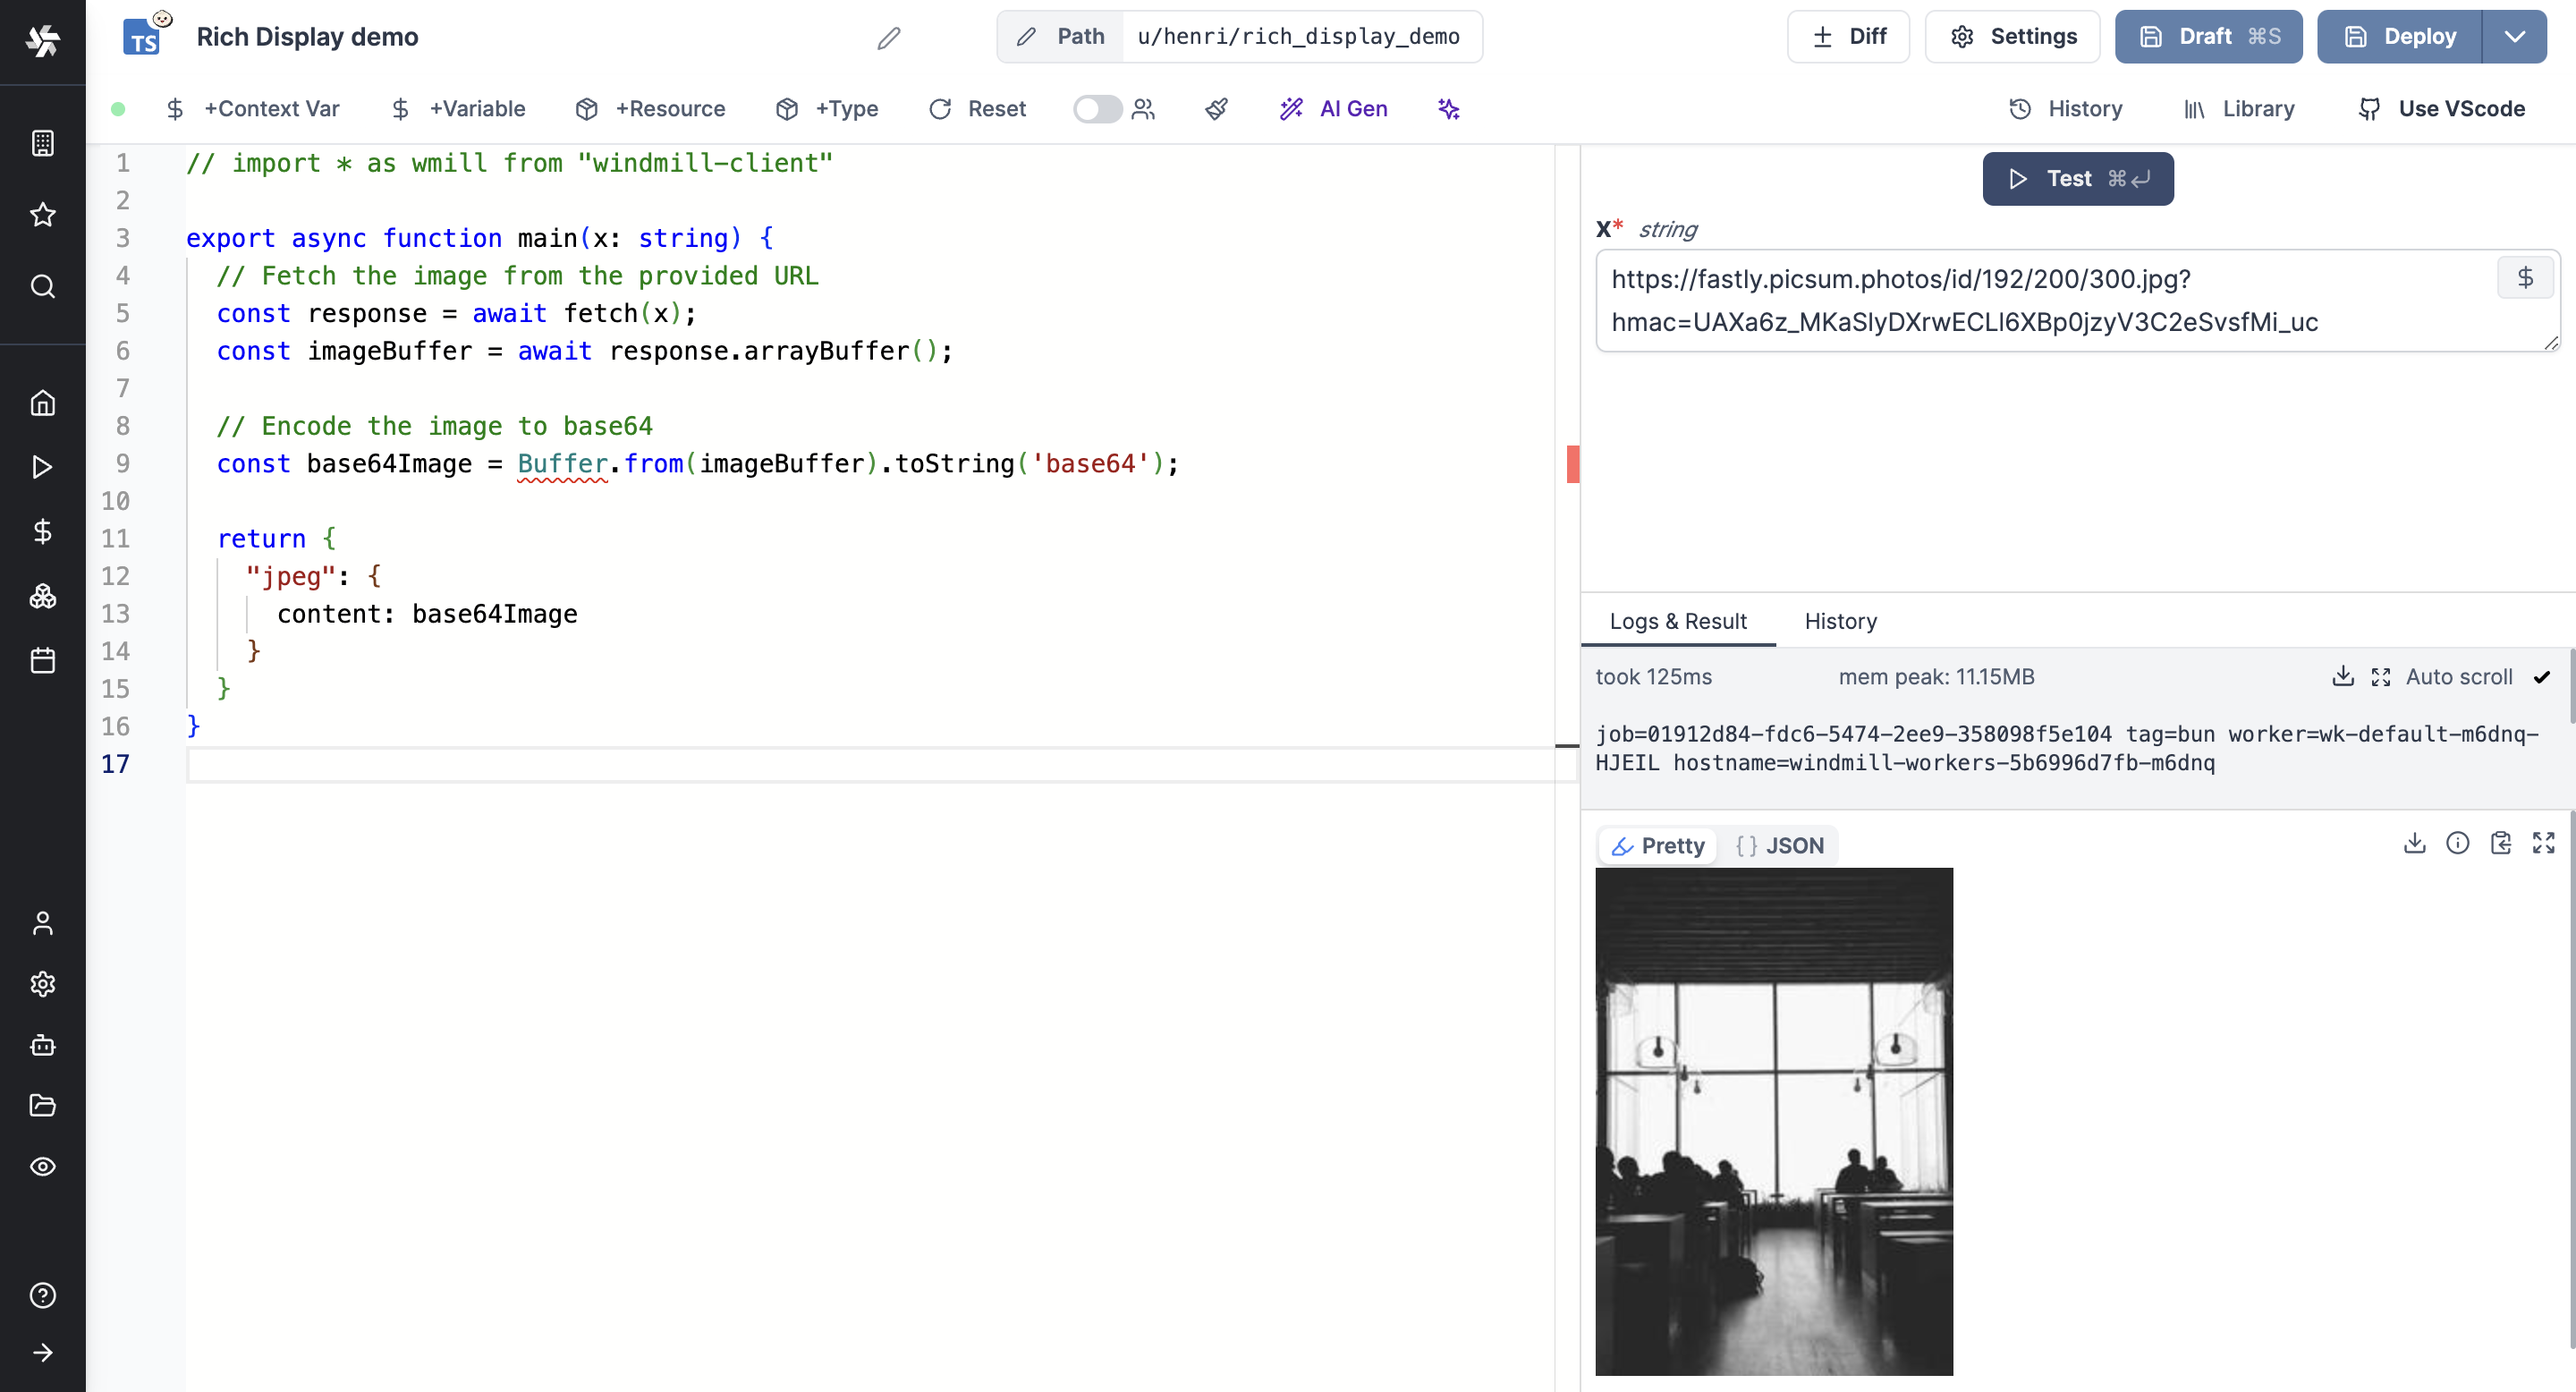 TS
Rich Display demo
Path
u/henri/rich_display_demo
Diff
Settings
Draft ⌘S
Deploy
+Context Var
+Variable
+Resource
+Type
Reset
AI Gen
History
Library
Use VScode
1 // import * as wmill from "windmill-client"
2
3 export async function main(x: string) {
4 // Fetch the image from the provided URL
5 const response = await fetch(x);
6 const imageBuffer = await response.arrayBuffer();
7
8 // Encode the image to base64
9 const base64Image = Buffer.from(imageBuffer).toString('base64');
10
11 return {
12 "jpeg": {
13 content: base64Image
14 }
15 }
16 }
17
Test ⌘
X* string
https://fastly.picsum.photos/id/192/200/300.jpg?
hmac=UAXa6z_MKaSlyDXrwECLl6XBp0jzyV3C2eSvsfMi_uc
Logs & Result
History
took 125ms
mem peak: 11.15MB
Auto scroll
job=01912d84-fdc6-5474-2ee9-358098f5e104 tag=bun worker=wk-default-m6dnq-
HJEIL hostname=windmill-workers-5b6996d7fb-m6dnq
Pretty
{} JSON